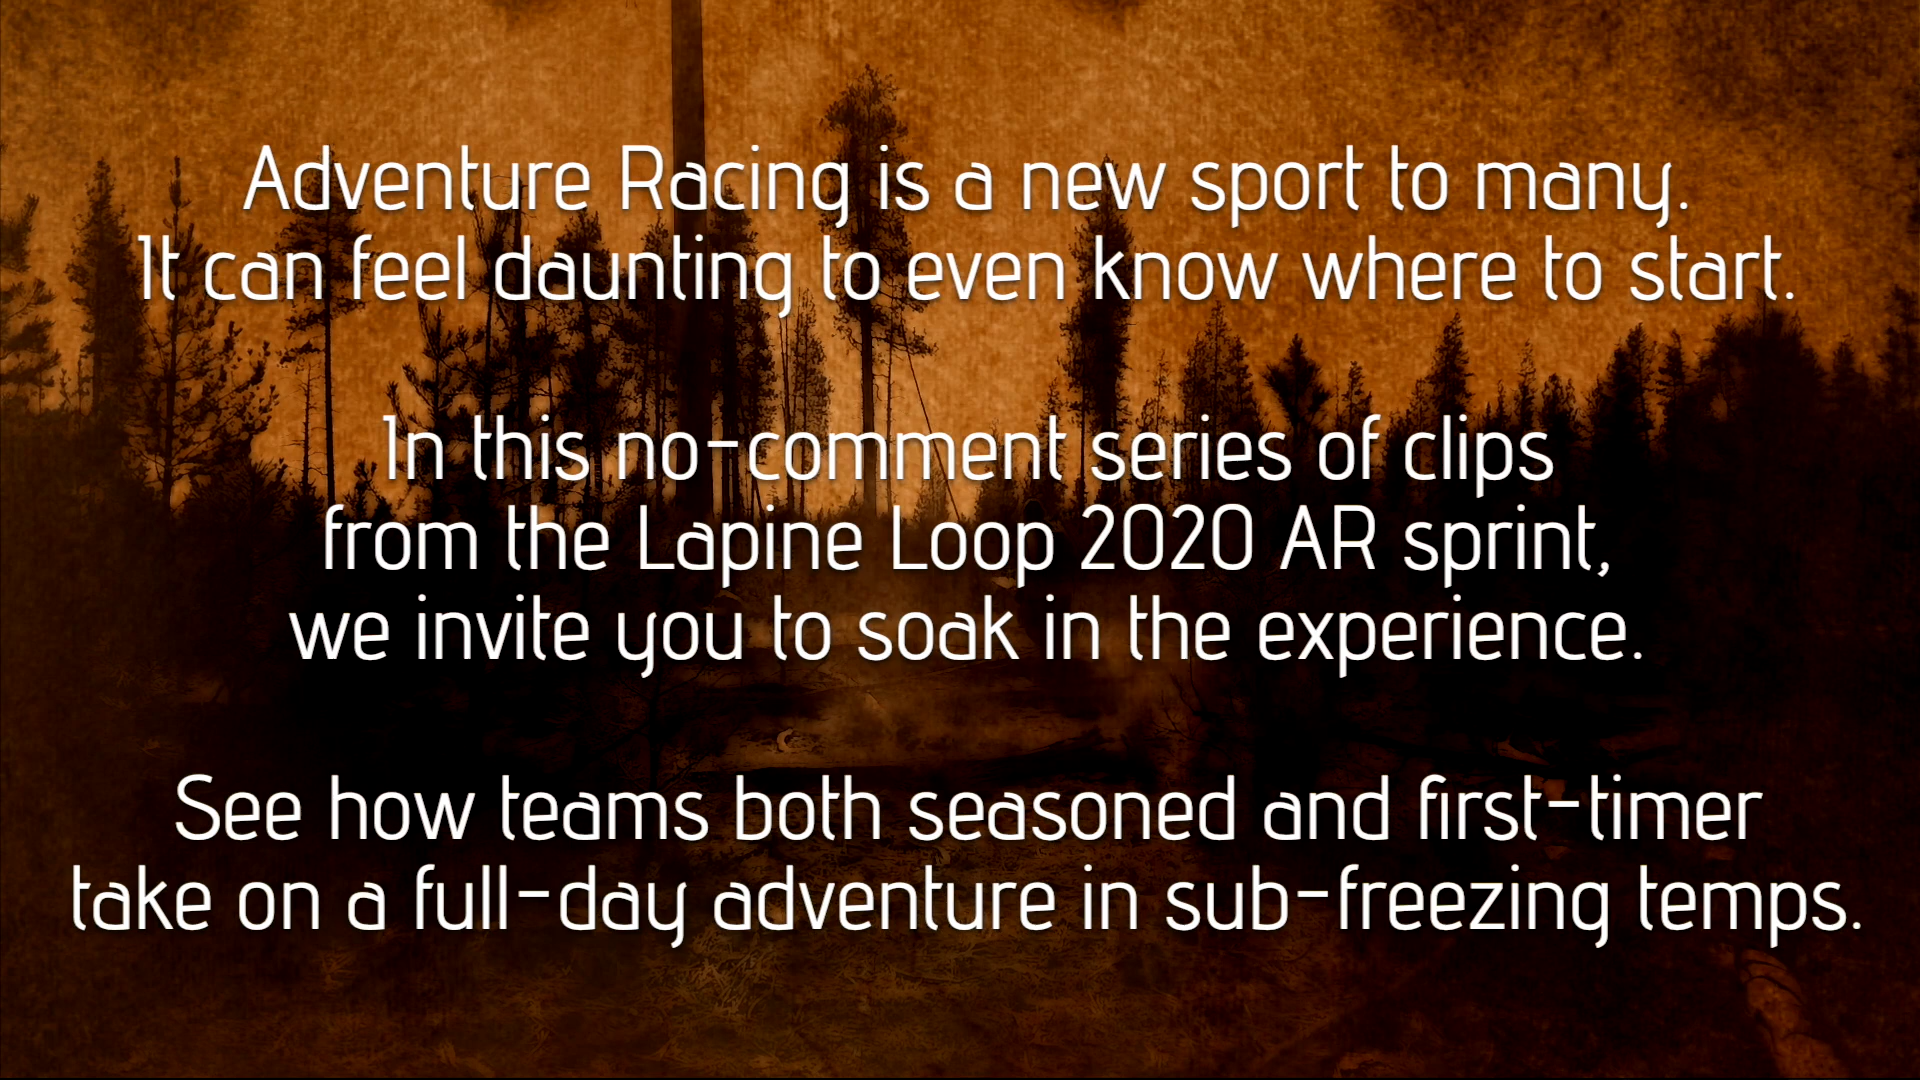 Adventure Racing is a new sport to many.
It can feel daunting to even know where to start.
In this no-comment series of clips
from the Lapine Loop 2020 AR sprint,
we invite you to soak in the experience.
See how teams both seasoned and first-timer
take on a full-day adventure in sub-freezing temps.